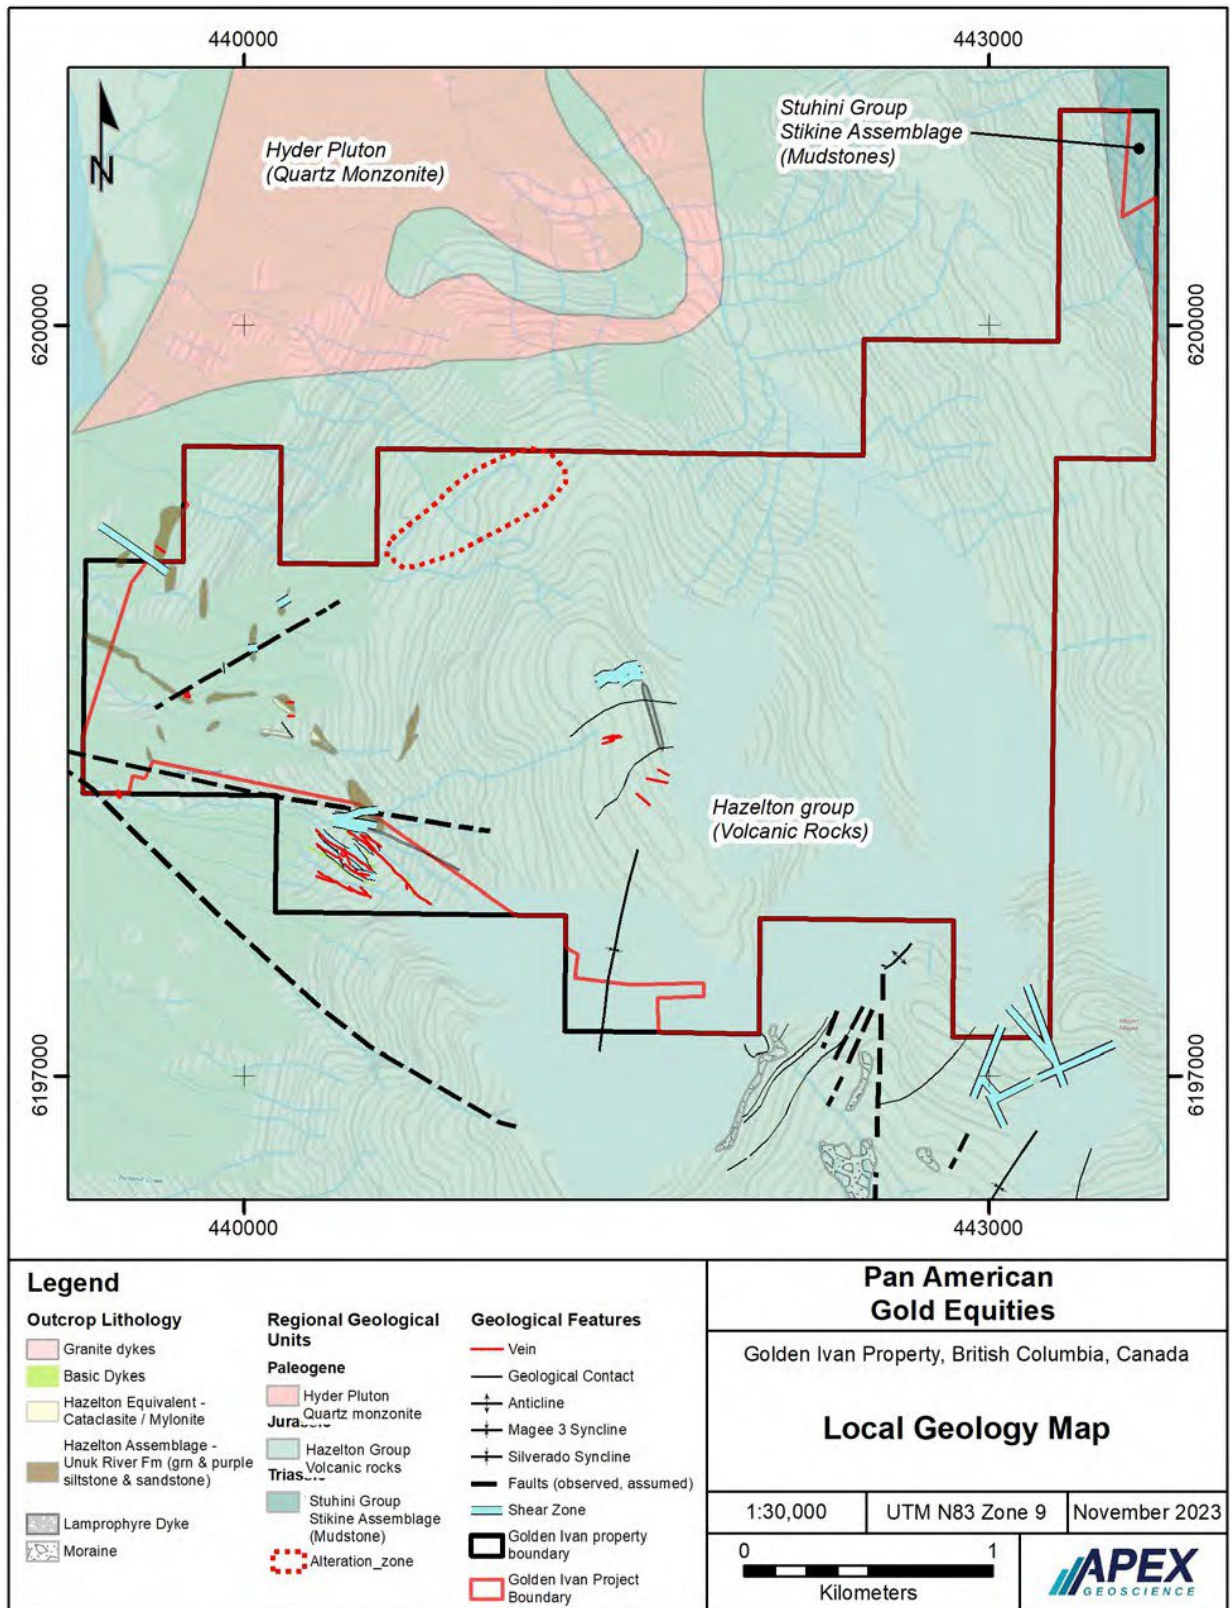 440000
443000
N
Hyder Pluton
(Quartz Monzonite)
Stuhini Group
Stikine Assemblage
(Mudstones)
6200000
6200000
Hazelton group
(Volcanic Rocks)
6197000
6197000
440000
443000
Legend
Outcrop Lithology
Granite dykes
Basic Dykes
Hazelton Equivalent -
Cataclasite / Mylonite
Hazelton Assemblage -
Unuk River Fm (grn & purple
siltstone & sandstone)
Lamprophyre Dyke
Moraine
Regional Geological
Units
Paleogene
Hyder Pluton
Quartz monzonite
Hazelton Group
Volcanic rocks
Stuhini Group
Stikine Assemblage
(Mudstone)
Alteration_zone
Geological Features
Vein
Geological Contact
Anticline
Magee 3 Syncline
Silverado Syncline
Faults (observed, assumed)
Shear Zone
Golden Ivan property
boundary
Golden Ivan Project
Boundary
Pan American
Gold Equities
Golden Ivan Property, British Columbia, Canada
Local Geology Map
1:30,000
UTM N83 Zone 9
November 2023
0
1
Kilometers
APEX
GEOSCIENCE